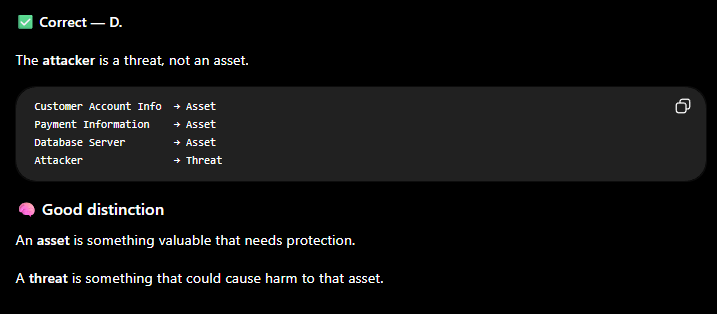 ✅ Correct — D.
The attacker is a threat, not an asset.
Customer Account Info → Asset
Payment Information → Asset
Database Server → Asset
Attacker → Threat
🧠 Good distinction
An asset is something valuable that needs protection.
A threat is something that could cause harm to that asset.